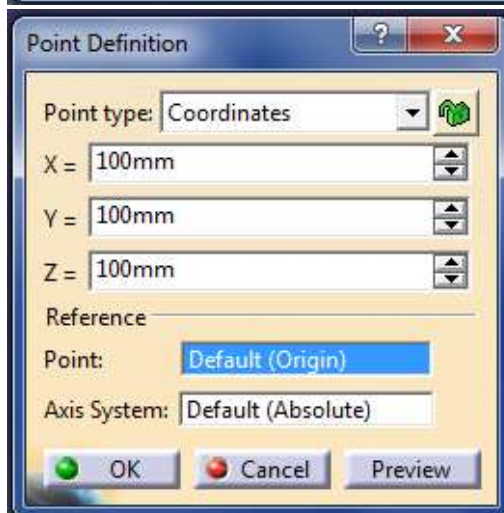 Point Definition
Point type: Coordinates
X = 100mm
Y = 100mm
Z = 100mm
Reference
Point: Default (Origin)
Axis System: Default (Absolute)
OK Cancel Preview